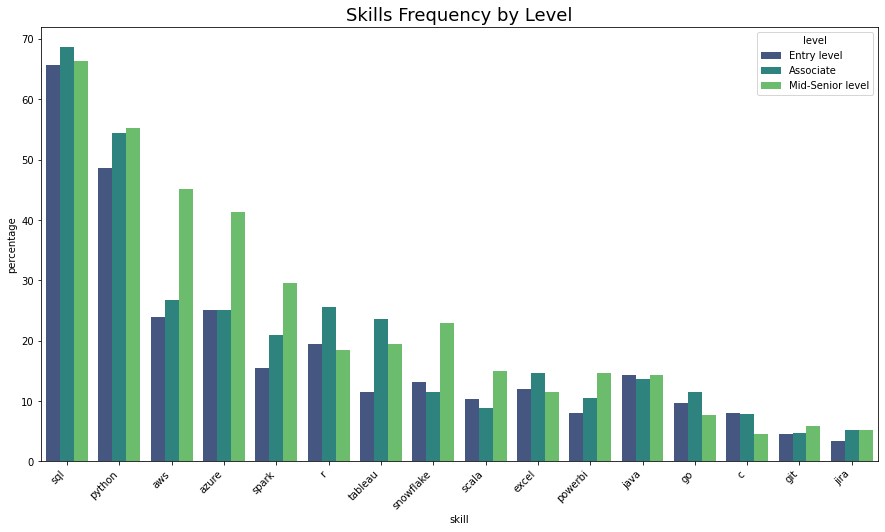 Skills Frequency by Level
level
Entry level
Associate
Mid-Senior level
percentage
70
60
50
40
30
20
10
0
sql
python
aws
azure
spark
r
tableau
snowflake
scala
excel
powerbi
java
go
c
git
jira
skill